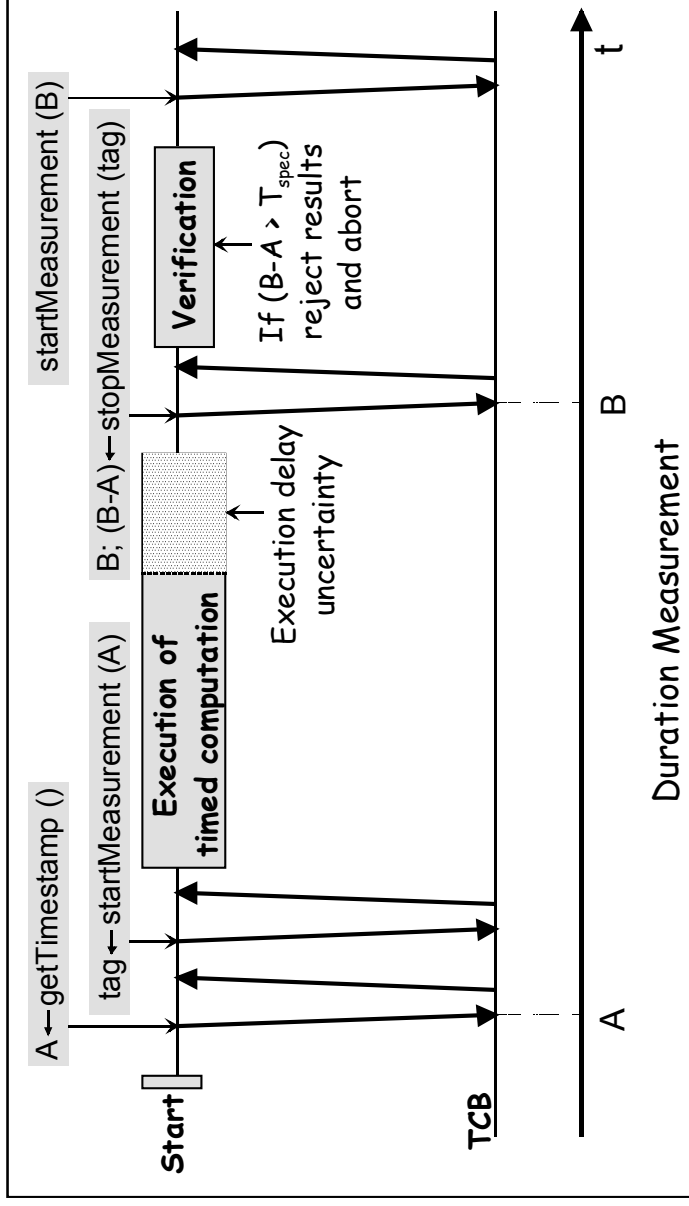 A←getTimestamp ()
startMeasurement (B)
tag←startMeasurement (A)
B; (B-A)←stopMeasurement (tag)
Start
Execution of
timed computation
Verification
Execution delay
uncertainty
If (B-A > Tspec)
reject results
and abort
TCB
A
B
t
Duration Measurement